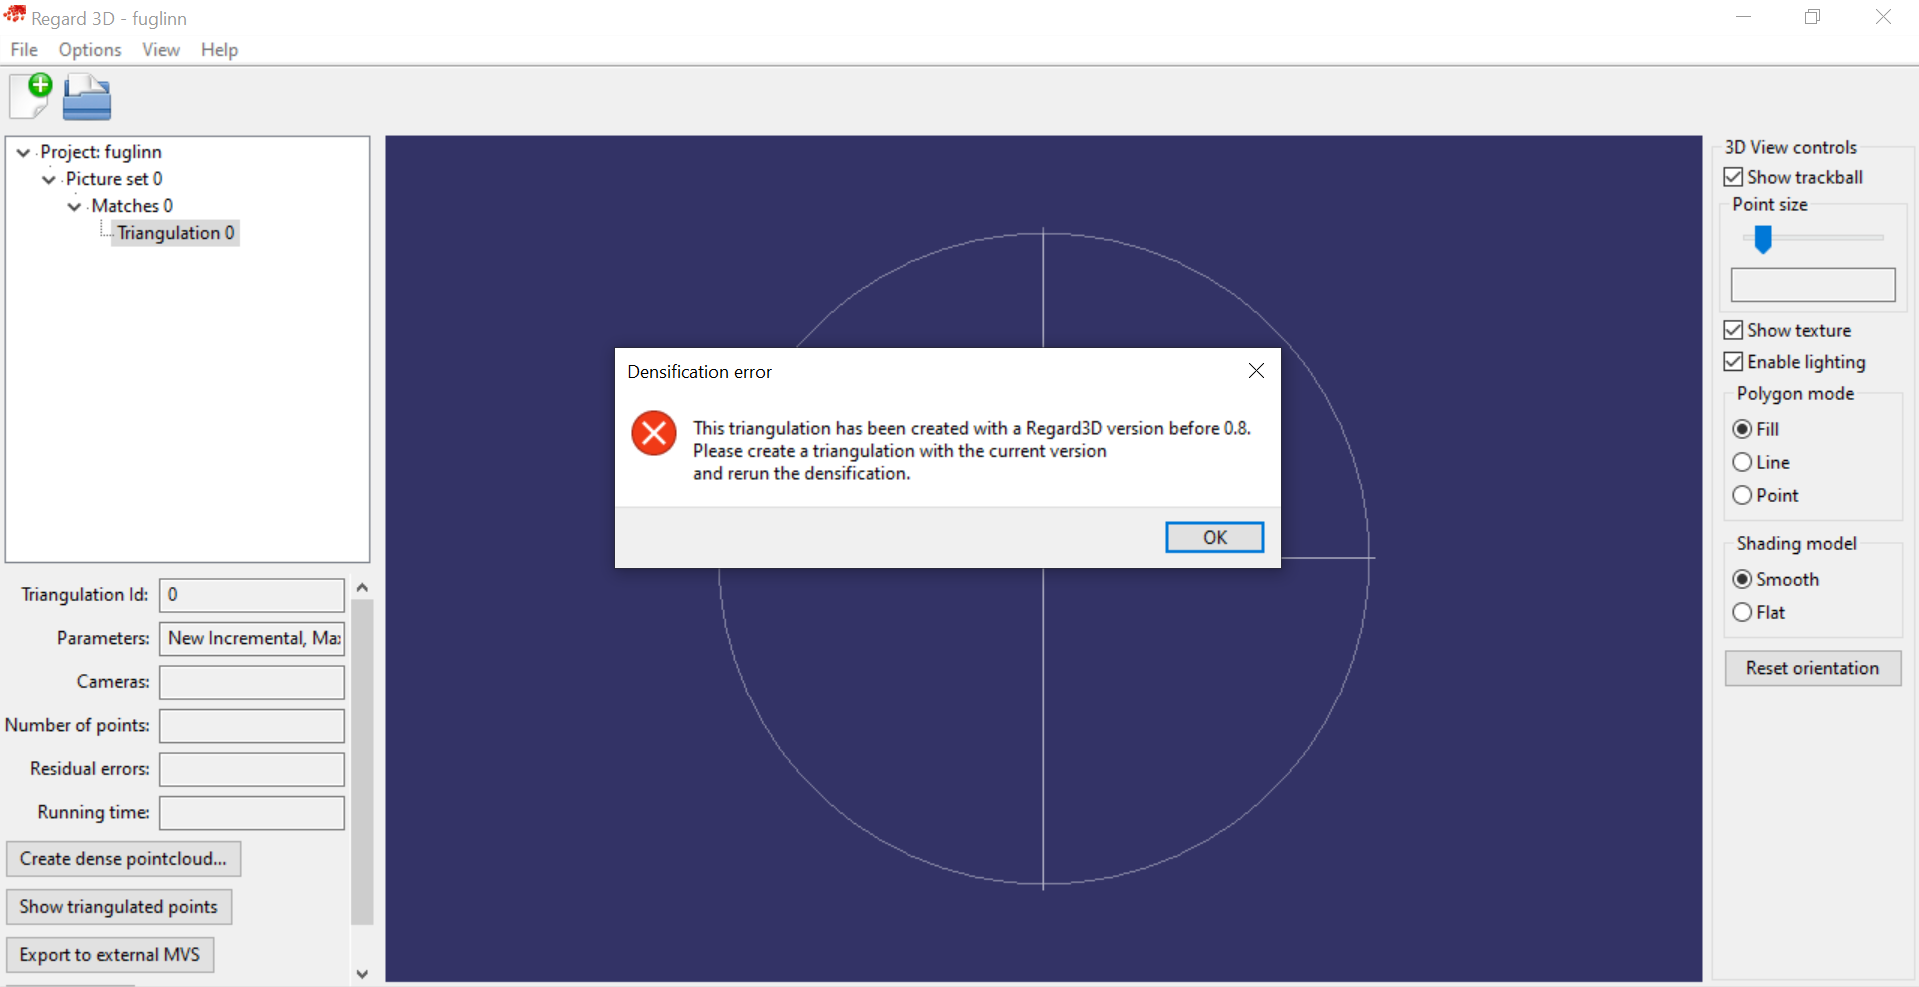 Regard 3D - fuglinn
File Options View Help
Project: fuglinn
Picture set 0
Matches 0
Triangulation 0
Triangulation Id: 0
Parameters: New Incremental, Ma
Cameras:
Number of points:
Residual errors:
Running time:
Create dense pointcloud...
Show triangulated points
Export to external MVS
Densification error
This triangulation has been created with a Regard3D version before 0.8.
Please create a triangulation with the current version
and rerun the densification.
OK
3D View controls
Show trackball
Point size
Show texture
Enable lighting
Polygon mode
Fill
Line
Point
Shading model
Smooth
Flat
Reset orientation